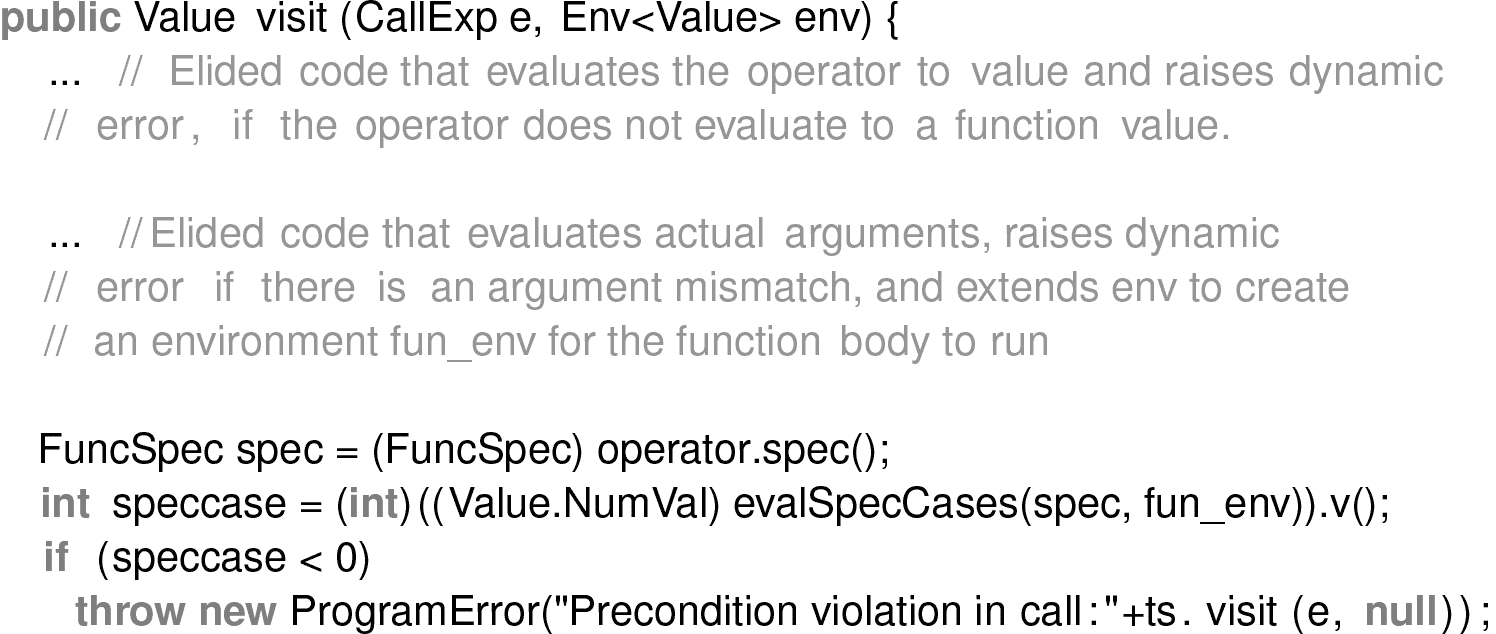 public Value visit (CallExp e, Env<Value> env) {
... // Elided code that evaluates the operator to value and raises dynamic
// error, if the operator does not evaluate to a function value.
... //Elided code that evaluates actual arguments, raises dynamic
// error if there is an argument mismatch, and extends env to create
// an environment fun_env for the function body to run
FuncSpec spec = (FuncSpec) operator.spec();
int speccase = (int)((Value.NumVal) evalSpecCases(spec, fun_env)).v();
if (speccase < 0)
throw new ProgramError("Precondition violation in call:"+ts. visit (e, null));